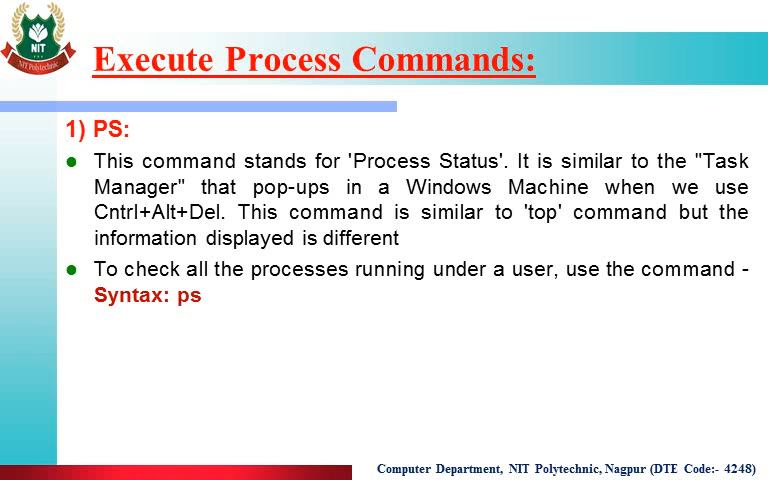 NIT
NIT Polytechnic
Execute Process Commands:
1) PS:
This command stands for 'Process Status'. It is similar to the "Task
Manager" that pop-ups in a Windows Machine when we use
Cntrl+Alt+Del. This command is similar to 'top' command but the
information displayed is different
To check all the processes running under a user, use the command -
Syntax: ps
Computer Department, NIT Polytechnic, Nagpur (DTE Code:- 4248)